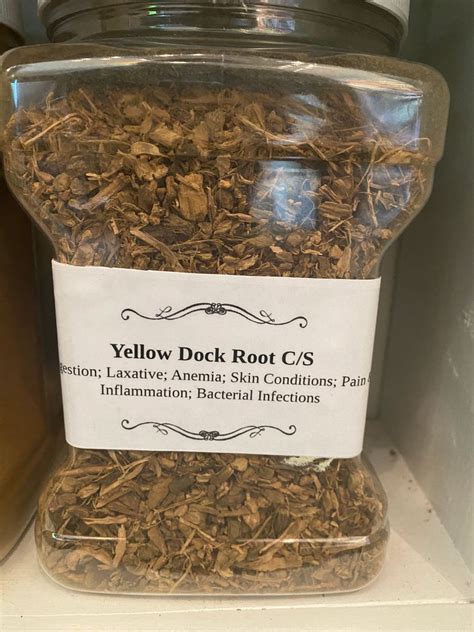 Yellow Dock Root C/S
Laxative; Anemia; Skin Conditions; Pain
Inflammation; Bacterial Infections